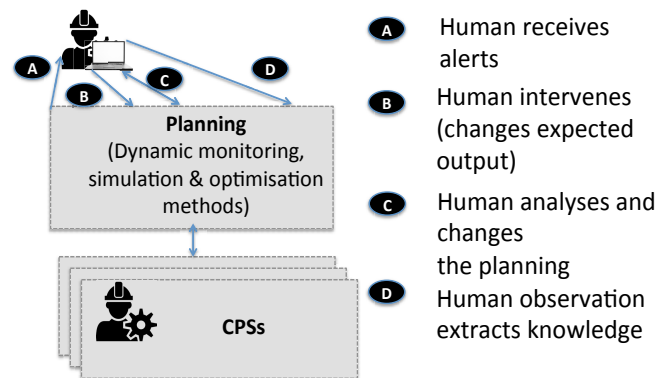 A
B
C
D
Planning
(Dynamic monitoring,
simulation & optimisation
methods)
CPSs
A Human receives
alerts
B Human intervenes
(changes expected
output)
C Human analyses and
changes
the planning
D Human observation
extracts knowledge